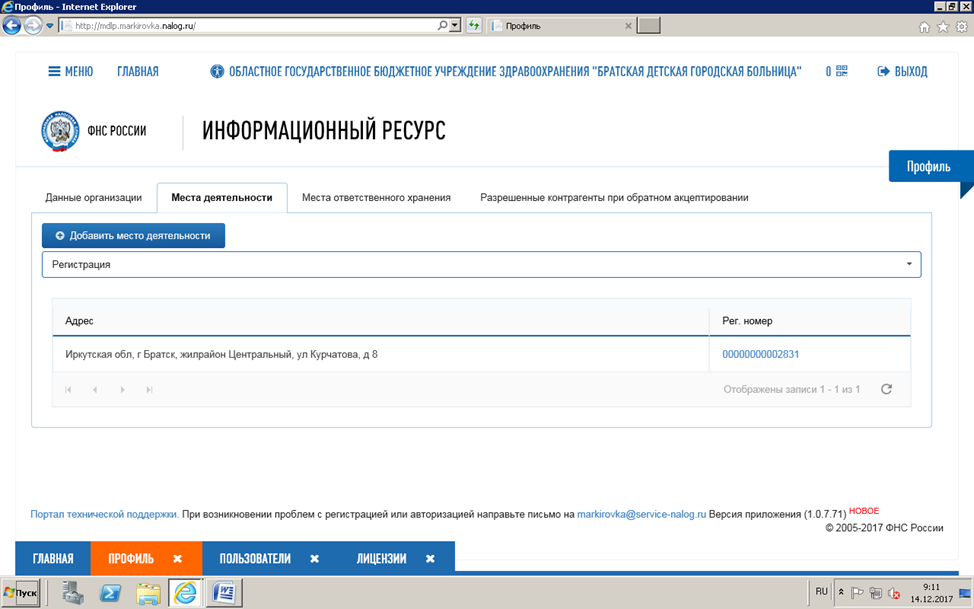 Профиль - Internet Explorer
http://mdlp.markirovka.nalog.ru/
Профиль
МЕНЮ ГЛАВНАЯ ОБЛАСТНОЕ ГОСУДАРСТВЕННОЕ БЮДЖЕТНОЕ УЧРЕЖДЕНИЕ ЗДРАВООХРАНЕНИЯ "БРАТСКАЯ ДЕТСКАЯ ГОРОДСКАЯ БОЛЬНИЦА" 0 ВЫХОД
ФНС РОССИИ ИНФОРМАЦИОННЫЙ РЕСУРС
Профиль
Данные организации Места деятельности Места ответственного хранения Разрешенные контрагенты при обратном акцептировании
Добавить место деятельности
Регистрация
Адрес Рег. номер
Иркутская обл, г Братск, жилрайон Центральный, ул Курчатова, д 8 00000000002831
Отображены записи 1 - 1 из 1
Портал технической поддержки. При возникновении проблем с регистрацией или авторизацией направьте письмо на markirovka@service-nalog.ru Версия приложения (1.0.7.71) НОВОЕ
© 2005-2017 ФНС России
ГЛАВНАЯ ПРОФИЛЬ ПОЛЬЗОВАТЕЛИ ЛИЦЕНЗИИ
Пуск RU 9:11
14.12.2017